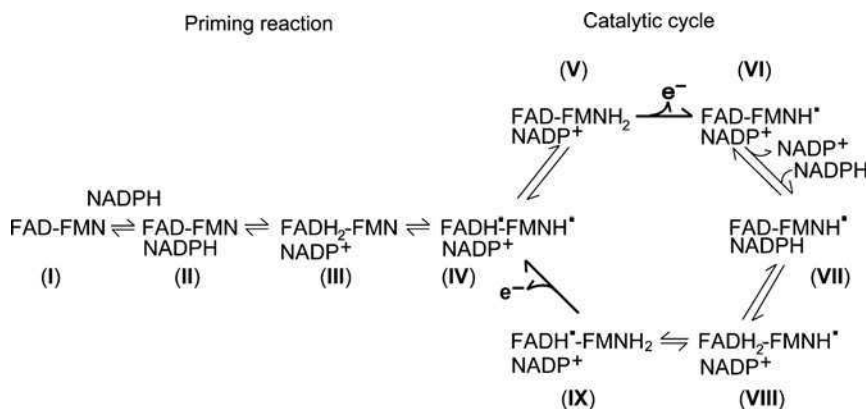 Priming reaction
Catalytic cycle
(V)
(VI)
e⁻
FAD-FMNH₂
NADP⁺
FAD-FMNH▪
NADP⁺
NADP⁺
NADPH
NADPH
FAD-FMN
FAD-FMN
NADPH
FADH₂-FMN
NADP⁺
FADH▪-FMNH▪
NADP⁺
FAD-FMNH▪
NADPH
(I)
(II)
(III)
(IV)
(VII)
e⁻
FADH▪-FMNH₂
NADP⁺
FADH₂-FMNH▪
NADP⁺
(IX)
(VIII)